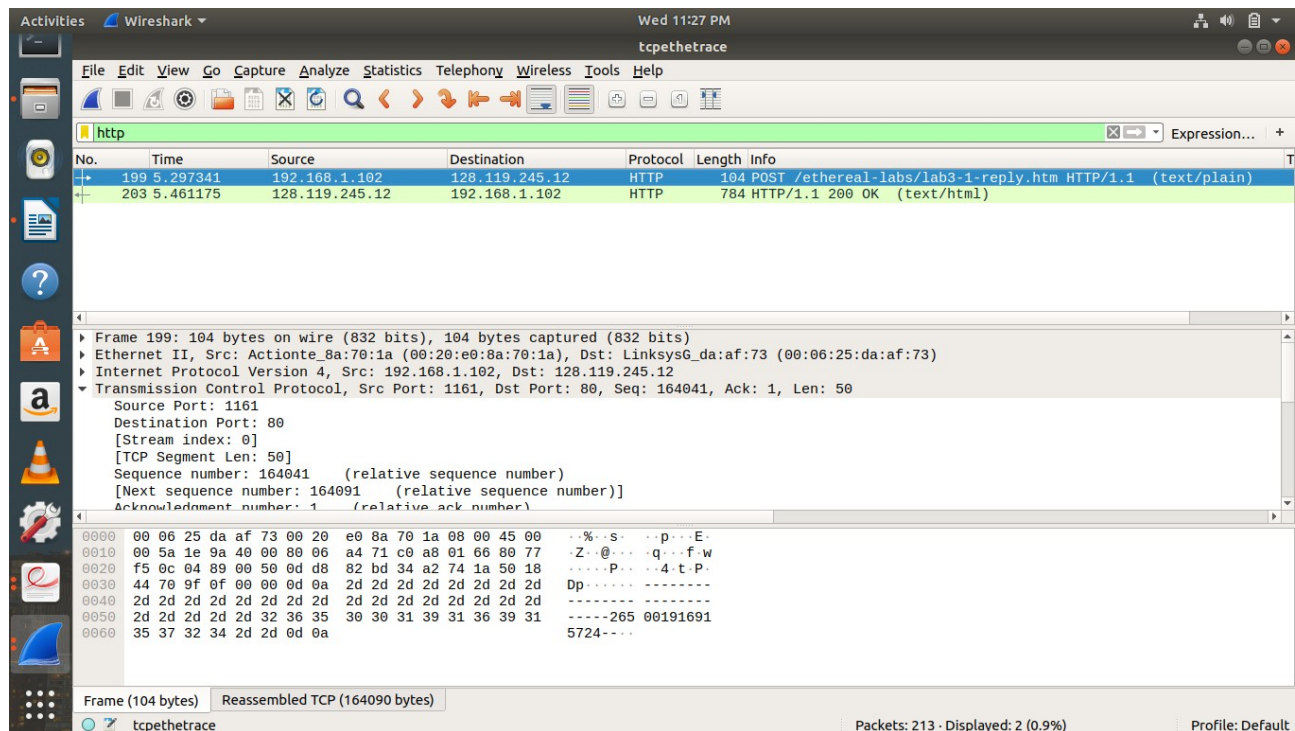 Activities Wireshark Wed 11:27 PM
tcpethetrace
File Edit View Go Capture Analyze Statistics Telephony Wireless Tools Help
http Expression... +
No. Time Source Destination Protocol Length Info T
199 5.297341 192.168.1.102 128.119.245.12 HTTP 104 POST /ethereal-labs/lab3-1-reply.htm HTTP/1.1 (text/plain)
203 5.461175 128.119.245.12 192.168.1.102 HTTP 784 HTTP/1.1 200 OK (text/html)
Frame 199: 104 bytes on wire (832 bits), 104 bytes captured (832 bits)
Ethernet II, Src: Actionte_8a:70:1a (00:20:e0:8a:70:1a), Dst: LinksysG_da:af:73 (00:06:25:da:af:73)
Internet Protocol Version 4, Src: 192.168.1.102, Dst: 128.119.245.12
Transmission Control Protocol, Src Port: 1161, Dst Port: 80, Seq: 164041, Ack: 1, Len: 50
Source Port: 1161
Destination Port: 80
[Stream index: 0]
[TCP Segment Len: 50]
Sequence number: 164041 (relative sequence number)
[Next sequence number: 164091 (relative sequence number)]
Acknowledgment number: 1 (relative ack number)
0000 00 06 25 da af 73 00 20 e0 8a 70 1a 08 00 45 00 ··%··s· ··p···E·
0010 00 5a 1e 9a 40 00 80 06 a4 71 c0 a8 01 66 80 77 ·Z··@··· ·q···f·w
0020 f5 0c 04 89 00 50 0d d8 82 bd 34 a2 74 1a 50 18 ·····P·· ··4·t·P·
0030 44 70 9f 0f 00 00 0d 0a 2d 2d 2d 2d 2d 2d 2d 2d Dp······ --------
0040 2d 2d 2d 2d 2d 2d 2d 2d 2d 2d 2d 2d 2d 2d 2d 2d -------- --------
0050 2d 2d 2d 2d 2d 32 36 35 30 30 31 39 31 36 39 31 -----265 00191691
0060 35 37 32 34 2d 2d 0d 0a 5724--··
Frame (104 bytes) Reassembled TCP (164090 bytes)
tcpethetrace Packets: 213 · Displayed: 2 (0.9%) Profile: Default